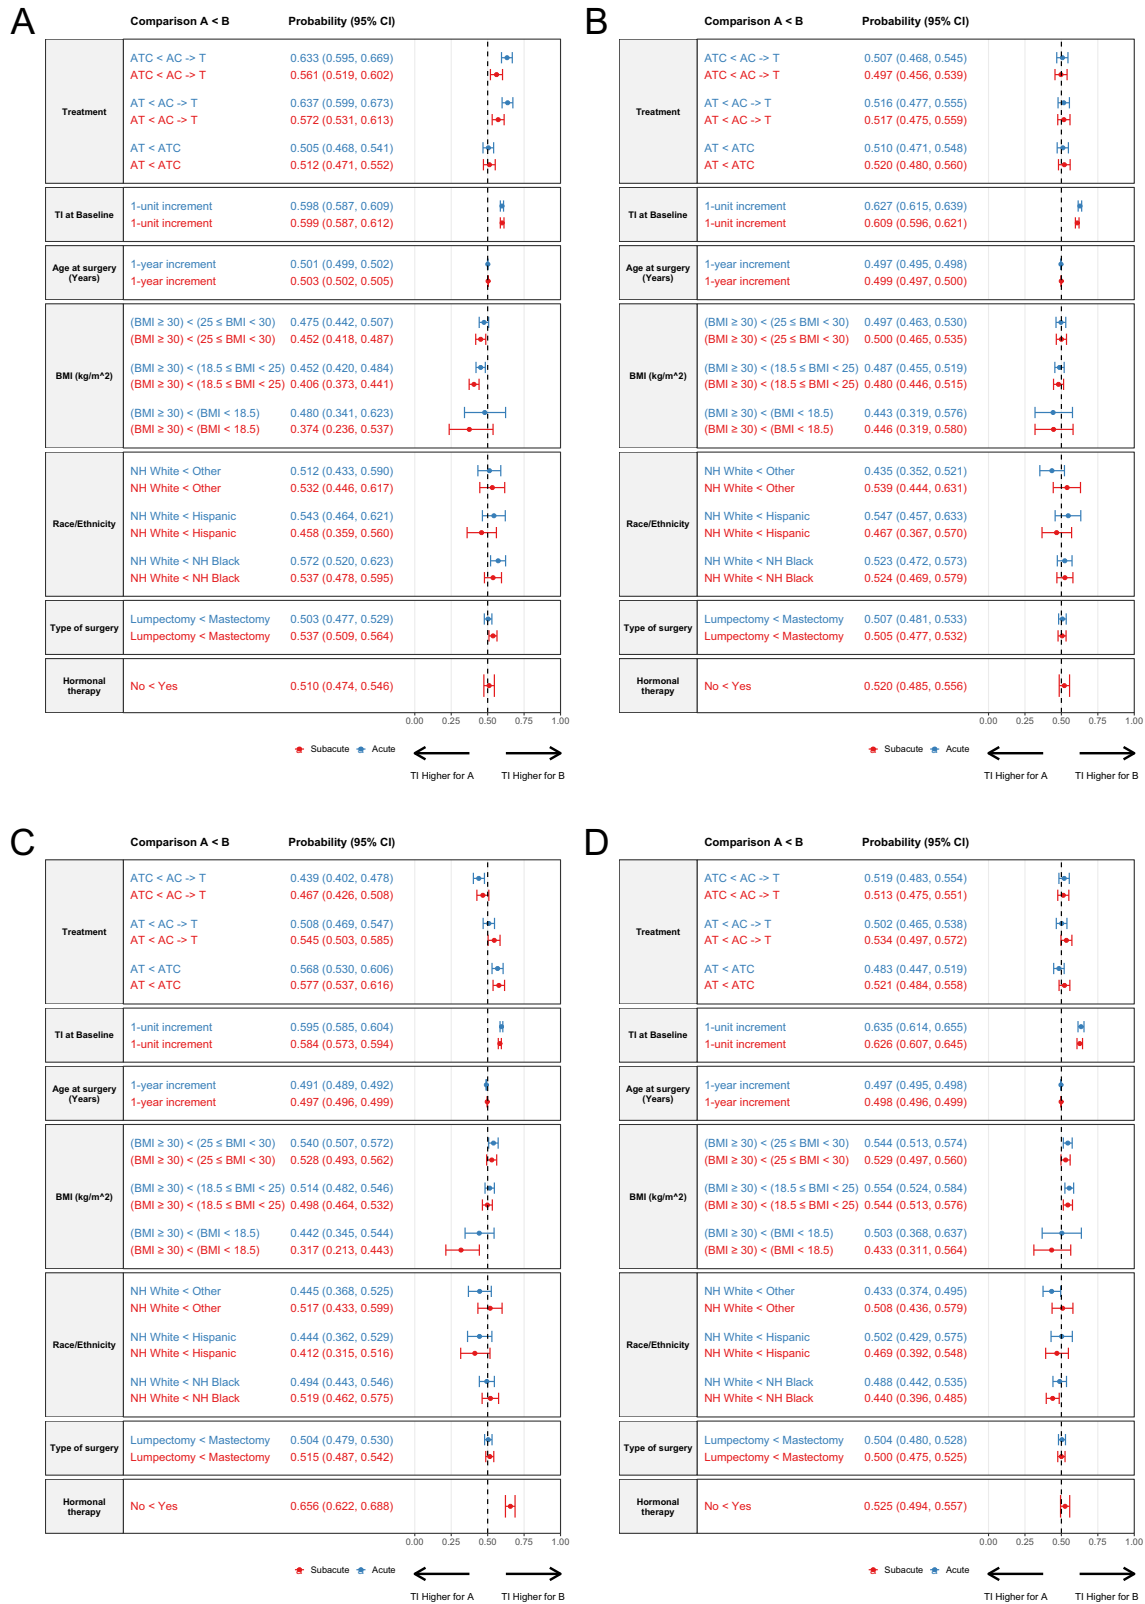 A
Comparison A < B Probability (95% CI)
Treatment
ATC < AC -> T 0.633 (0.595, 0.669)
ATC < AC -> T 0.561 (0.519, 0.602)
AT < AC -> T 0.637 (0.599, 0.673)
AT < AC -> T 0.572 (0.531, 0.613)
AT < ATC 0.505 (0.468, 0.541)
AT < ATC 0.512 (0.471, 0.552)
TI at Baseline
1-unit increment 0.598 (0.587, 0.609)
1-unit increment 0.599 (0.587, 0.612)
Age at surgery
(Years)
1-year increment 0.501 (0.499, 0.502)
1-year increment 0.503 (0.502, 0.505)
BMI (kg/m^2)
(BMI ≥ 30) < (25 ≤ BMI < 30) 0.475 (0.442, 0.507)
(BMI ≥ 30) < (25 ≤ BMI < 30) 0.452 (0.418, 0.487)
(BMI ≥ 30) < (18.5 ≤ BMI < 25) 0.452 (0.420, 0.484)
(BMI ≥ 30) < (18.5 ≤ BMI < 25) 0.406 (0.373, 0.441)
(BMI ≥ 30) < (BMI < 18.5) 0.480 (0.341, 0.623)
(BMI ≥ 30) < (BMI < 18.5) 0.374 (0.236, 0.537)
Race/Ethnicity
NH White < Other 0.512 (0.433, 0.590)
NH White < Other 0.532 (0.446, 0.617)
NH White < Hispanic 0.543 (0.464, 0.621)
NH White < Hispanic 0.458 (0.359, 0.560)
NH White < NH Black 0.572 (0.520, 0.623)
NH White < NH Black 0.537 (0.478, 0.595)
Type of surgery
Lumpectomy < Mastectomy 0.503 (0.477, 0.529)
Lumpectomy < Mastectomy 0.537 (0.509, 0.564)
Hormonal
therapy
No < Yes 0.510 (0.474, 0.546)
0.00 0.25 0.50 0.75 1.00
Subacute Acute
TI Higher for A TI Higher for B
B
Comparison A < B Probability (95% CI)
Treatment
ATC < AC -> T 0.507 (0.468, 0.545)
ATC < AC -> T 0.497 (0.456, 0.539)
AT < AC -> T 0.516 (0.477, 0.555)
AT < AC -> T 0.517 (0.475, 0.559)
AT < ATC 0.510 (0.471, 0.548)
AT < ATC 0.520 (0.480, 0.560)
TI at Baseline
1-unit increment 0.627 (0.615, 0.639)
1-unit increment 0.609 (0.596, 0.621)
Age at surgery
(Years)
1-year increment 0.497 (0.495, 0.498)
1-year increment 0.499 (0.497, 0.500)
BMI (kg/m^2)
(BMI ≥ 30) < (25 ≤ BMI < 30) 0.497 (0.463, 0.530)
(BMI ≥ 30) < (25 ≤ BMI < 30) 0.500 (0.465, 0.535)
(BMI ≥ 30) < (18.5 ≤ BMI < 25) 0.487 (0.455, 0.519)
(BMI ≥ 30) < (18.5 ≤ BMI < 25) 0.480 (0.446, 0.515)
(BMI ≥ 30) < (BMI < 18.5) 0.443 (0.319, 0.576)
(BMI ≥ 30) < (BMI < 18.5) 0.446 (0.319, 0.580)
Race/Ethnicity
NH White < Other 0.435 (0.352, 0.521)
NH White < Other 0.539 (0.444, 0.631)
NH White < Hispanic 0.547 (0.457, 0.633)
NH White < Hispanic 0.467 (0.367, 0.570)
NH White < NH Black 0.523 (0.472, 0.573)
NH White < NH Black 0.524 (0.469, 0.579)
Type of surgery
Lumpectomy < Mastectomy 0.507 (0.481, 0.533)
Lumpectomy < Mastectomy 0.505 (0.477, 0.532)
Hormonal
therapy
No < Yes 0.520 (0.485, 0.556)
0.00 0.25 0.50 0.75 1.00
Subacute Acute
TI Higher for A TI Higher for B
C
Comparison A < B Probability (95% CI)
Treatment
ATC < AC -> T 0.439 (0.402, 0.478)
ATC < AC -> T 0.467 (0.426, 0.508)
AT < AC -> T 0.508 (0.469, 0.547)
AT < AC -> T 0.545 (0.503, 0.585)
AT < ATC 0.568 (0.530, 0.606)
AT < ATC 0.577 (0.537, 0.616)
TI at Baseline
1-unit increment 0.595 (0.585, 0.604)
1-unit increment 0.584 (0.573, 0.594)
Age at surgery
(Years)
1-year increment 0.491 (0.489, 0.492)
1-year increment 0.497 (0.496, 0.499)
BMI (kg/m^2)
(BMI ≥ 30) < (25 ≤ BMI < 30) 0.540 (0.507, 0.572)
(BMI ≥ 30) < (25 ≤ BMI < 30) 0.528 (0.493, 0.562)
(BMI ≥ 30) < (18.5 ≤ BMI < 25) 0.514 (0.482, 0.546)
(BMI ≥ 30) < (18.5 ≤ BMI < 25) 0.498 (0.464, 0.532)
(BMI ≥ 30) < (BMI < 18.5) 0.442 (0.345, 0.544)
(BMI ≥ 30) < (BMI < 18.5) 0.317 (0.213, 0.443)
Race/Ethnicity
NH White < Other 0.445 (0.368, 0.525)
NH White < Other 0.517 (0.433, 0.599)
NH White < Hispanic 0.444 (0.362, 0.529)
NH White < Hispanic 0.412 (0.315, 0.516)
NH White < NH Black 0.494 (0.443, 0.546)
NH White < NH Black 0.519 (0.462, 0.575)
Type of surgery
Lumpectomy < Mastectomy 0.504 (0.479, 0.530)
Lumpectomy < Mastectomy 0.515 (0.487, 0.542)
Hormonal
therapy
No < Yes 0.656 (0.622, 0.688)
0.00 0.25 0.50 0.75 1.00
Subacute Acute
TI Higher for A TI Higher for B
D
Comparison A < B Probability (95% CI)
Treatment
ATC < AC -> T 0.519 (0.483, 0.554)
ATC < AC -> T 0.513 (0.475, 0.551)
AT < AC -> T 0.502 (0.465, 0.538)
AT < AC -> T 0.534 (0.497, 0.572)
AT < ATC 0.483 (0.447, 0.519)
AT < ATC 0.521 (0.484, 0.558)
TI at Baseline
1-unit increment 0.635 (0.614, 0.655)
1-unit increment 0.626 (0.607, 0.645)
Age at surgery
(Years)
1-year increment 0.497 (0.495, 0.498)
1-year increment 0.498 (0.496, 0.499)
BMI (kg/m^2)
(BMI ≥ 30) < (25 ≤ BMI < 30) 0.544 (0.513, 0.574)
(BMI ≥ 30) < (25 ≤ BMI < 30) 0.529 (0.497, 0.560)
(BMI ≥ 30) < (18.5 ≤ BMI < 25) 0.554 (0.524, 0.584)
(BMI ≥ 30) < (18.5 ≤ BMI < 25) 0.544 (0.513, 0.576)
(BMI ≥ 30) < (BMI < 18.5) 0.503 (0.368, 0.637)
(BMI ≥ 30) < (BMI < 18.5) 0.433 (0.311, 0.564)
Race/Ethnicity
NH White < Other 0.433 (0.374, 0.495)
NH White < Other 0.508 (0.436, 0.579)
NH White < Hispanic 0.502 (0.429, 0.575)
NH White < Hispanic 0.469 (0.392, 0.548)
NH White < NH Black 0.488 (0.442, 0.535)
NH White < NH Black 0.440 (0.396, 0.485)
Type of surgery
Lumpectomy < Mastectomy 0.504 (0.480, 0.528)
Lumpectomy < Mastectomy 0.500 (0.475, 0.525)
Hormonal
therapy
No < Yes 0.525 (0.494, 0.557)
0.00 0.25 0.50 0.75 1.00
Subacute Acute
TI Higher for A TI Higher for B